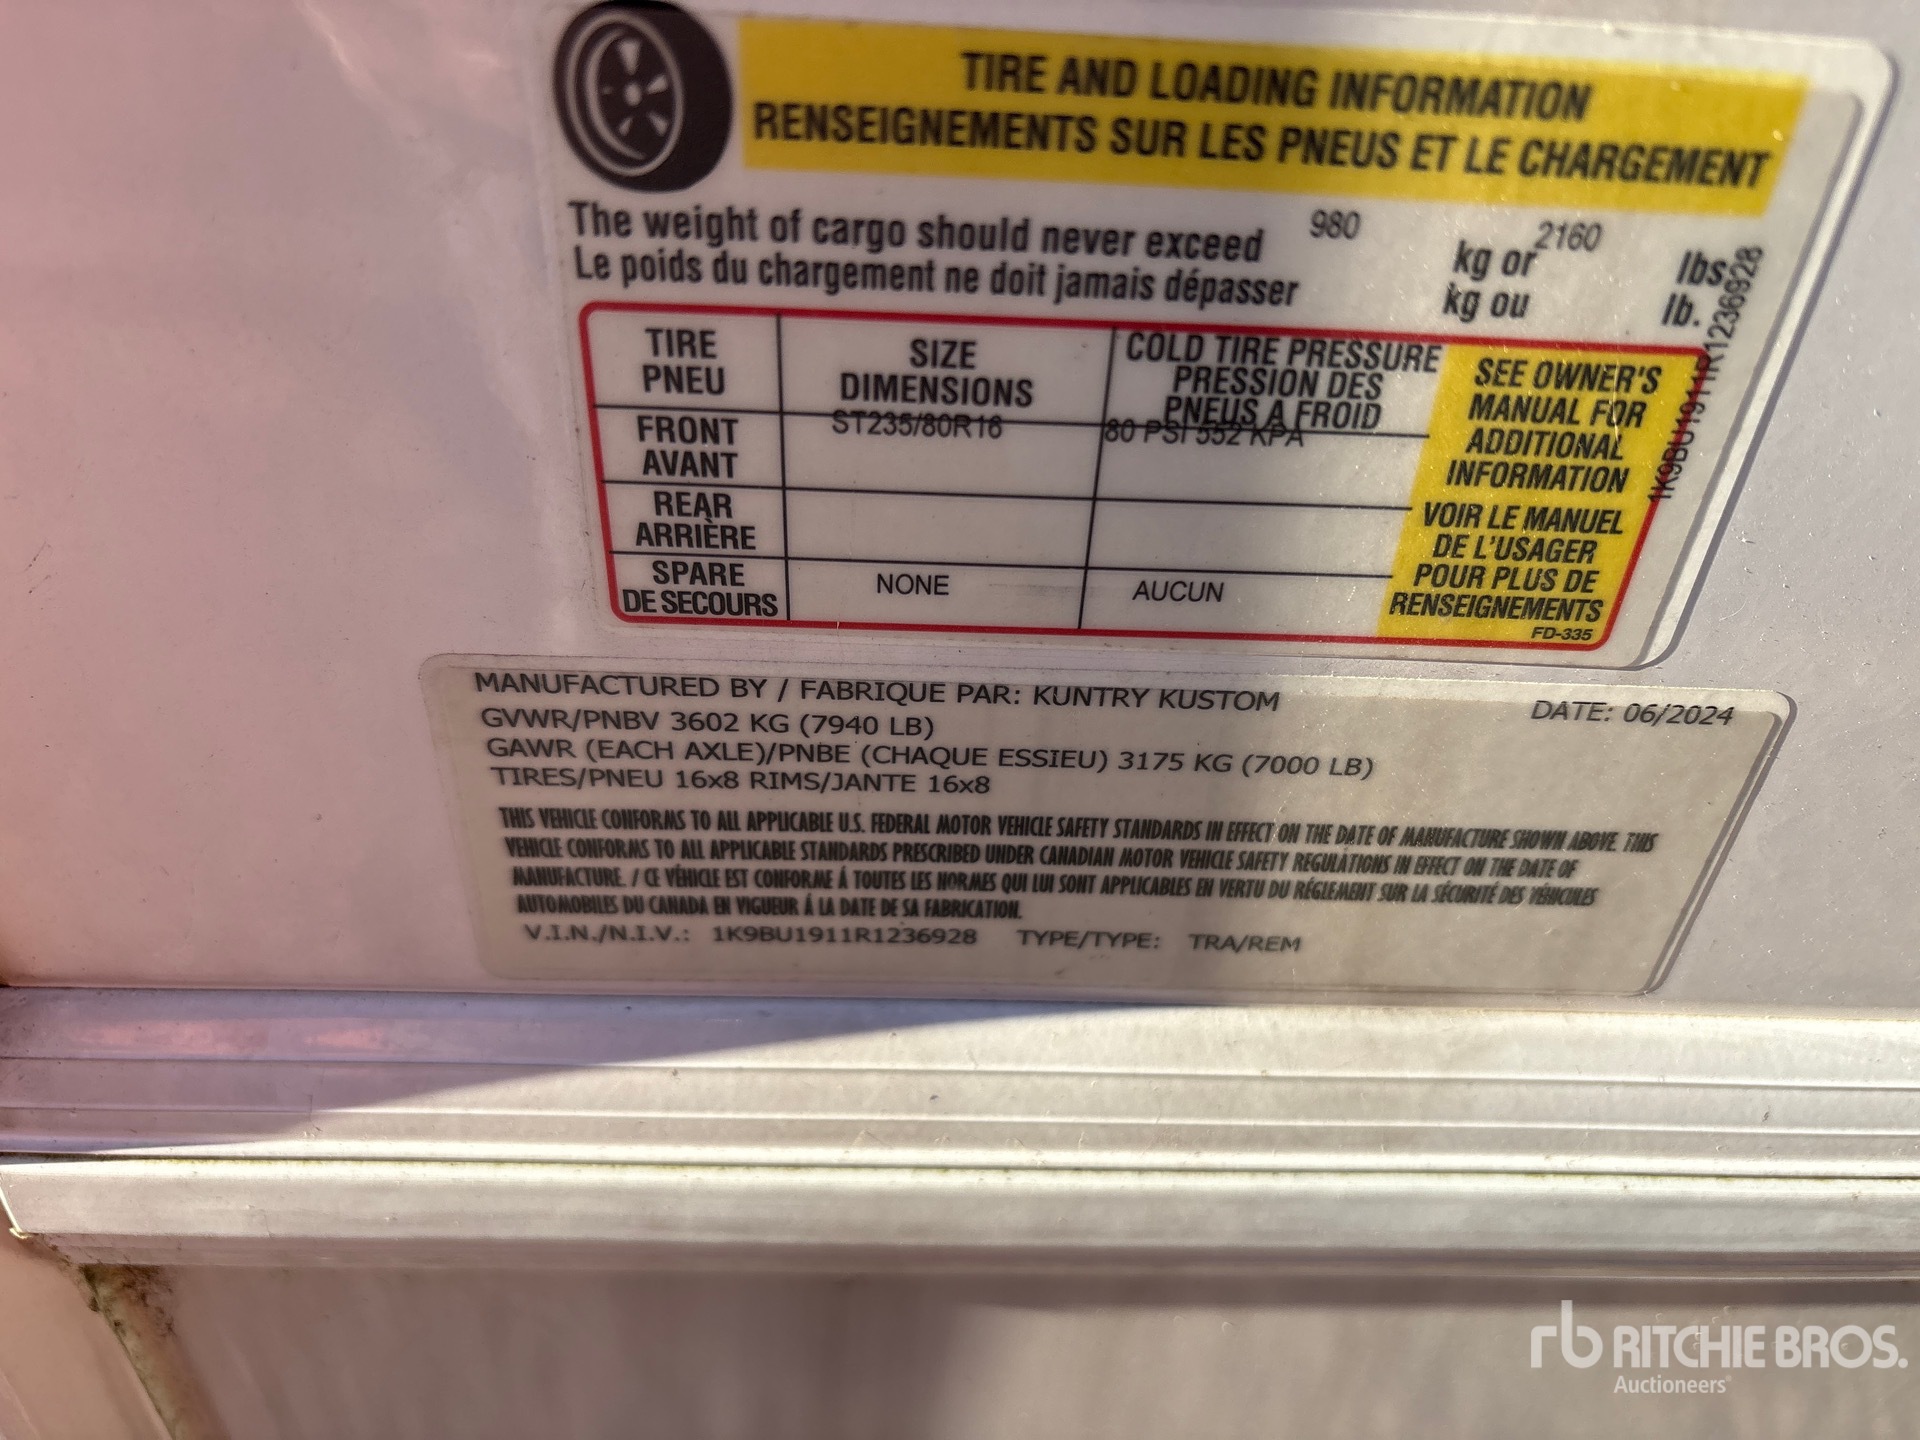 TIRE AND LOADING INFORMATION
RENSEIGNEMENTS SUR LES PNEUS ET LE CHARGEMENT
The weight of cargo should never exceed 980 kg or 2160 lbs.
Le poids du chargement ne doit jamais dépasser kg ou lb.
1K9BU1911R1236928
TIRE
PNEU
SIZE
DIMENSIONS
COLD TIRE PRESSURE
PRESSION DES
PNEUS A FROID
FRONT
AVANT
ST235/80R16
80 PSI 552 KPA
REAR
ARRIÈRE
SPARE
DE SECOURS
NONE
AUCUN
SEE OWNER'S
MANUAL FOR
ADDITIONAL
INFORMATION
VOIR LE MANUEL
DE L'USAGER
POUR PLUS DE
RENSEIGNEMENTS
FD-335
MANUFACTURED BY / FABRIQUE PAR: KUNTRY KUSTOM DATE: 06/2024
GVWR/PNBV 3602 KG (7940 LB)
GAWR (EACH AXLE)/PNBE (CHAQUE ESSIEU) 3175 KG (7000 LB)
TIRES/PNEU 16x8 RIMS/JANTE 16x8
THIS VEHICLE CONFORMS TO ALL APPLICABLE U.S. FEDERAL MOTOR VEHICLE SAFETY STANDARDS IN EFFECT ON THE DATE OF MANUFACTURE SHOWN ABOVE. THIS
VEHICLE CONFORMS TO ALL APPLICABLE STANDARDS PRESCRIBED UNDER CANADIAN MOTOR VEHICLE SAFETY REGULATIONS IN EFFECT ON THE DATE OF
MANUFACTURE. / CE VÉHICLE EST CONFORME Á TOUTES LES NORMES QUI LUI SONT APPLICABLES EN VERTU DU RÉGLEMENT SUR LA SÉCURITÉ DES VÉHICULES
AUTOMOBILES DU CANADA EN VIGUEUR Á LA DATE DE SA FABRICATION.
V.I.N./N.I.V.: 1K9BU1911R1236928 TYPE/TYPE: TRA/REM
rb RITCHIE BROS.
Auctioneers